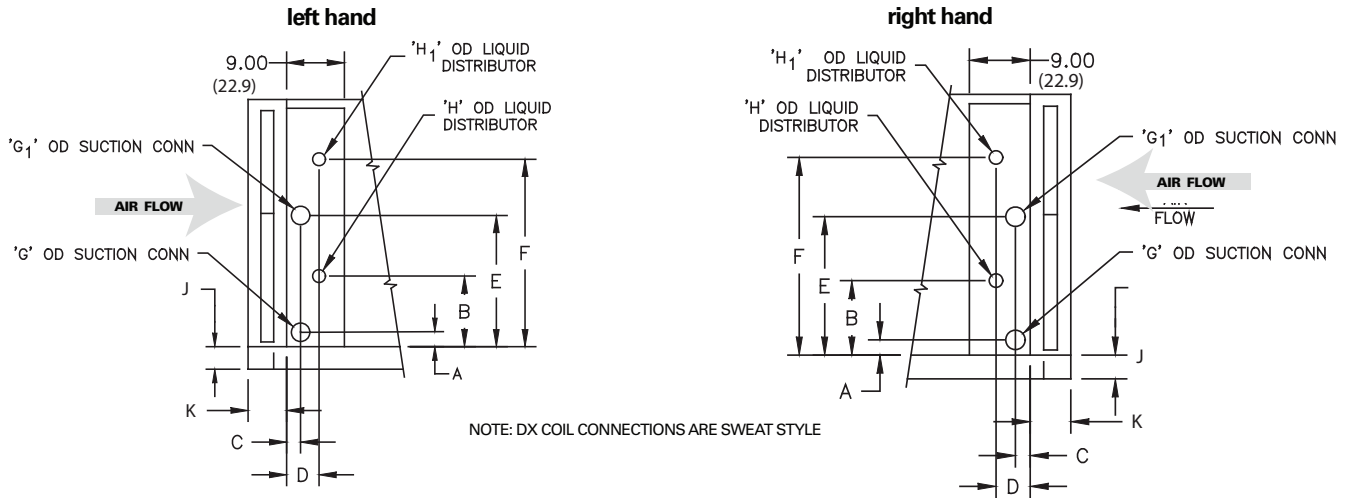 left hand
right hand
'H1' OD LIQUID
DISTRIBUTOR
9.00
(22.9)
'H' OD LIQUID
DISTRIBUTOR
'G1' OD SUCTION CONN
AIR FLOW
'G' OD SUCTION CONN
J
F
E
B
A
K
C
D
'H1' OD LIQUID
DISTRIBUTOR
9.00
(22.9)
'H' OD LIQUID
DISTRIBUTOR
'G1' OD SUCTION CONN
AIR FLOW
FLOW
'G' OD SUCTION CONN
F
E
B
J
A
K
C
D
NOTE: DX COIL CONNECTIONS ARE SWEAT STYLE